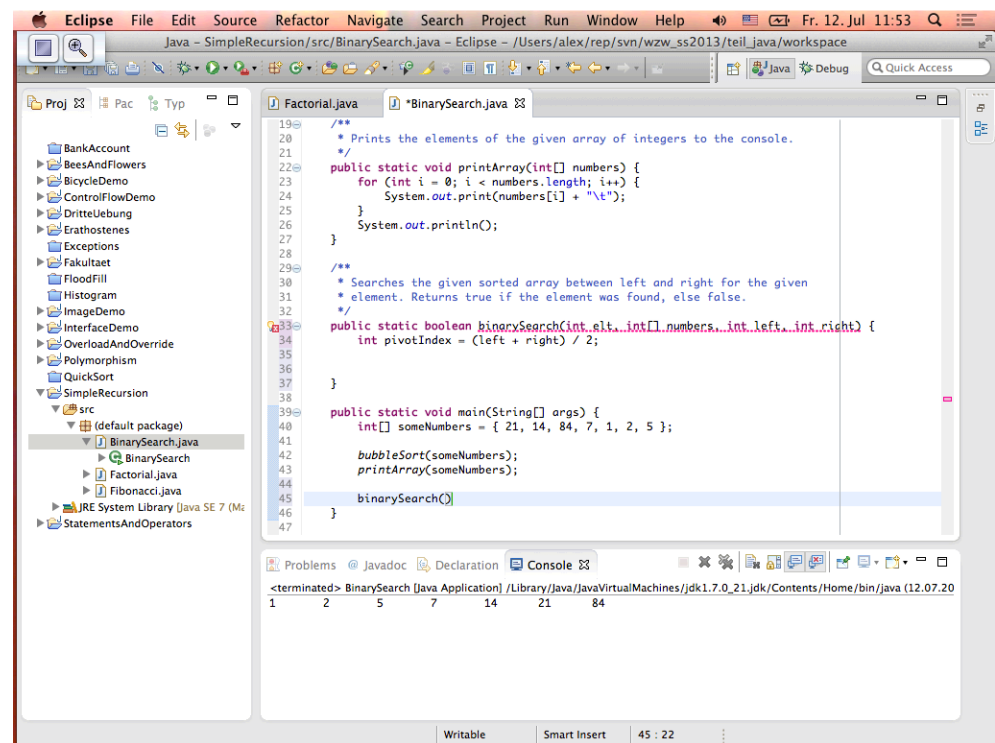 Eclipse File Edit Source Refactor Navigate Search Project Run Window Help Fr. 12. Jul 11:53
Java – SimpleRecursion/src/BinarySearch.java – Eclipse – /Users/alex/rep/svn/wzw_ss2013/teil_java/workspace
Java Debug Quick Access
Proj Pac Typ
BankAccount
BeesAndFlowers
BicycleDemo
ControlFlowDemo
DritteUebung
Erathostenes
Exceptions
Fakultaet
FloodFill
Histogram
ImageDemo
InterfaceDemo
OverloadAndOverride
Polymorphism
QuickSort
SimpleRecursion
src
(default package)
BinarySearch.java
BinarySearch
Factorial.java
Fibonacci.java
JRE System Library [Java SE 7 (Ma
StatementsAndOperators
Factorial.java *BinarySearch.java
19 /**
20 * Prints the elements of the given array of integers to the console.
21 */
22 public static void printArray(int[] numbers) {
23 for (int i = 0; i < numbers.length; i++) {
24 System.out.print(numbers[i] + "\t");
25 }
26 System.out.println();
27 }
28
29 /**
30 * Searches the given sorted array between left and right for the given
31 * element. Returns true if the element was found, else false.
32 */
33 public static boolean binarySearch(int elt, int[] numbers, int left, int right) {
34 int pivotIndex = (left + right) / 2;
35
36
37 }
38
39 public static void main(String[] args) {
40 int[] someNumbers = { 21, 14, 84, 7, 1, 2, 5 };
41
42 bubbleSort(someNumbers);
43 printArray(someNumbers);
44
45 binarySearch()
46 }
47
Problems @ Javadoc Declaration Console
<terminated> BinarySearch [Java Application] /Library/Java/JavaVirtualMachines/jdk1.7.0_21.jdk/Contents/Home/bin/java (12.07.20
1 2 5 7 14 21 84
Writable Smart Insert 45 : 22